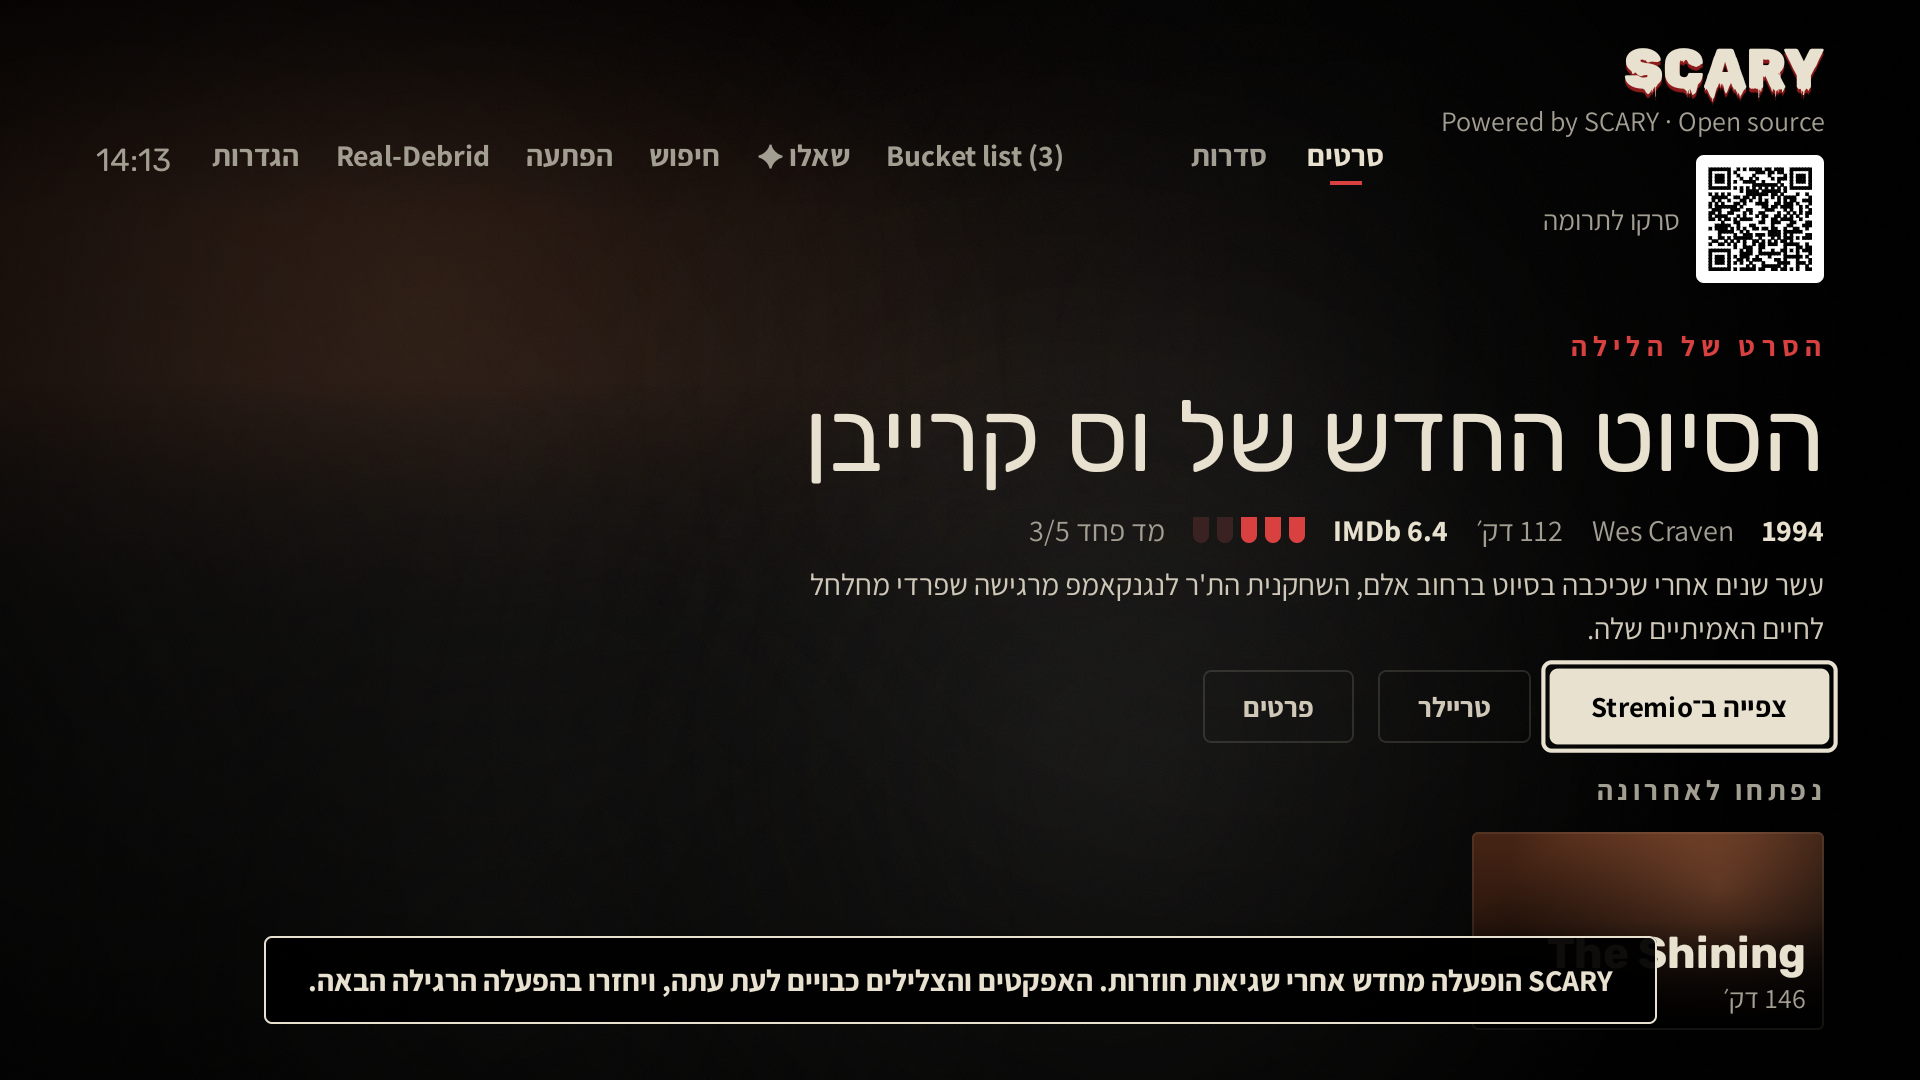 SCARY
Powered by SCARY · Open source
סרטים
סדרות
Bucket list (3)
שאלו ✦
חיפוש
הפתעה
Real-Debrid
הגדרות
14:13
סרקו לתרומה
הסרט של הלילה
הסיוט החדש של וס קרייבן
1994 Wes Craven 112 דק׳ IMDb 6.4 מד פחד 3/5
עשר שנים אחרי שכיכבה בסיוט ברחוב אלם, השחקנית הת'ר לנגנקאמפ מרגישה שפרדי מחלחל
לחיים האמיתיים שלה.
צפייה ב־Stremio
טריילר
פרטים
נפתחו לאחרונה
The Shining
146 דק׳
SCARY הופעלה מחדש אחרי שגיאות חוזרות. האפקטים והצלילים כבויים לעת עתה, ויחזרו בהפעלה הרגילה הבאה.